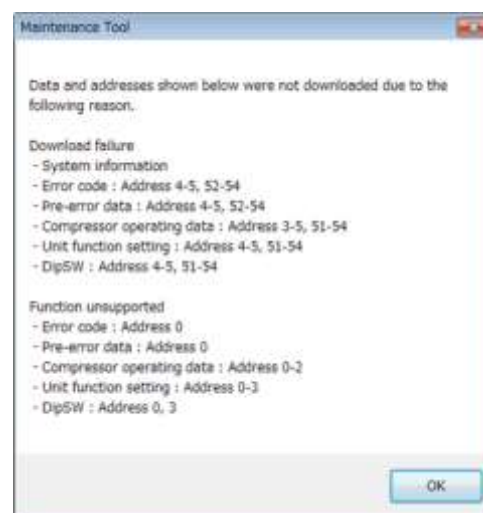 Maintenance Tool
Data and addresses shown below were not downloaded due to the
following reason.
Download failure
- System information
- Error code : Address 4-5, 52-54
- Pre-error data : Address 4-5, 52-54
- Compressor operating data : Address 3-5, 51-54
- Unit function setting : Address 4-5, 51-54
- DipSW : Address 4-5, 51-54
Function unsupported
- Error code : Address 0
- Pre-error data : Address 0
- Compressor operating data : Address 0-2
- Unit function setting : Address 0-3
- DipSW : Address 0, 3
OK